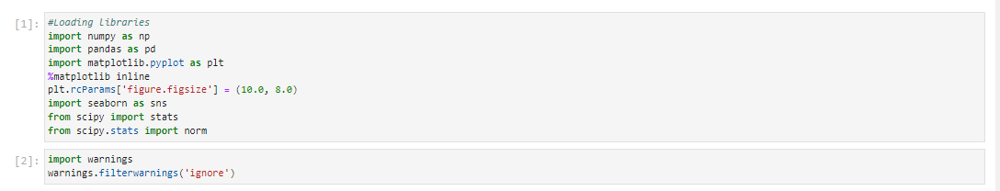 [1]: #Loading Libraries
import numpy as np
import pandas as pd
import matplotlib.pyplot as plt
%matplotlib inline
plt.rcParams['figure.figsize'] = (10.0, 8.0)
import seaborn as sns
from scipy import stats
from scipy.stats import norm
[2]: import warnings
warnings.filterwarnings('ignore')